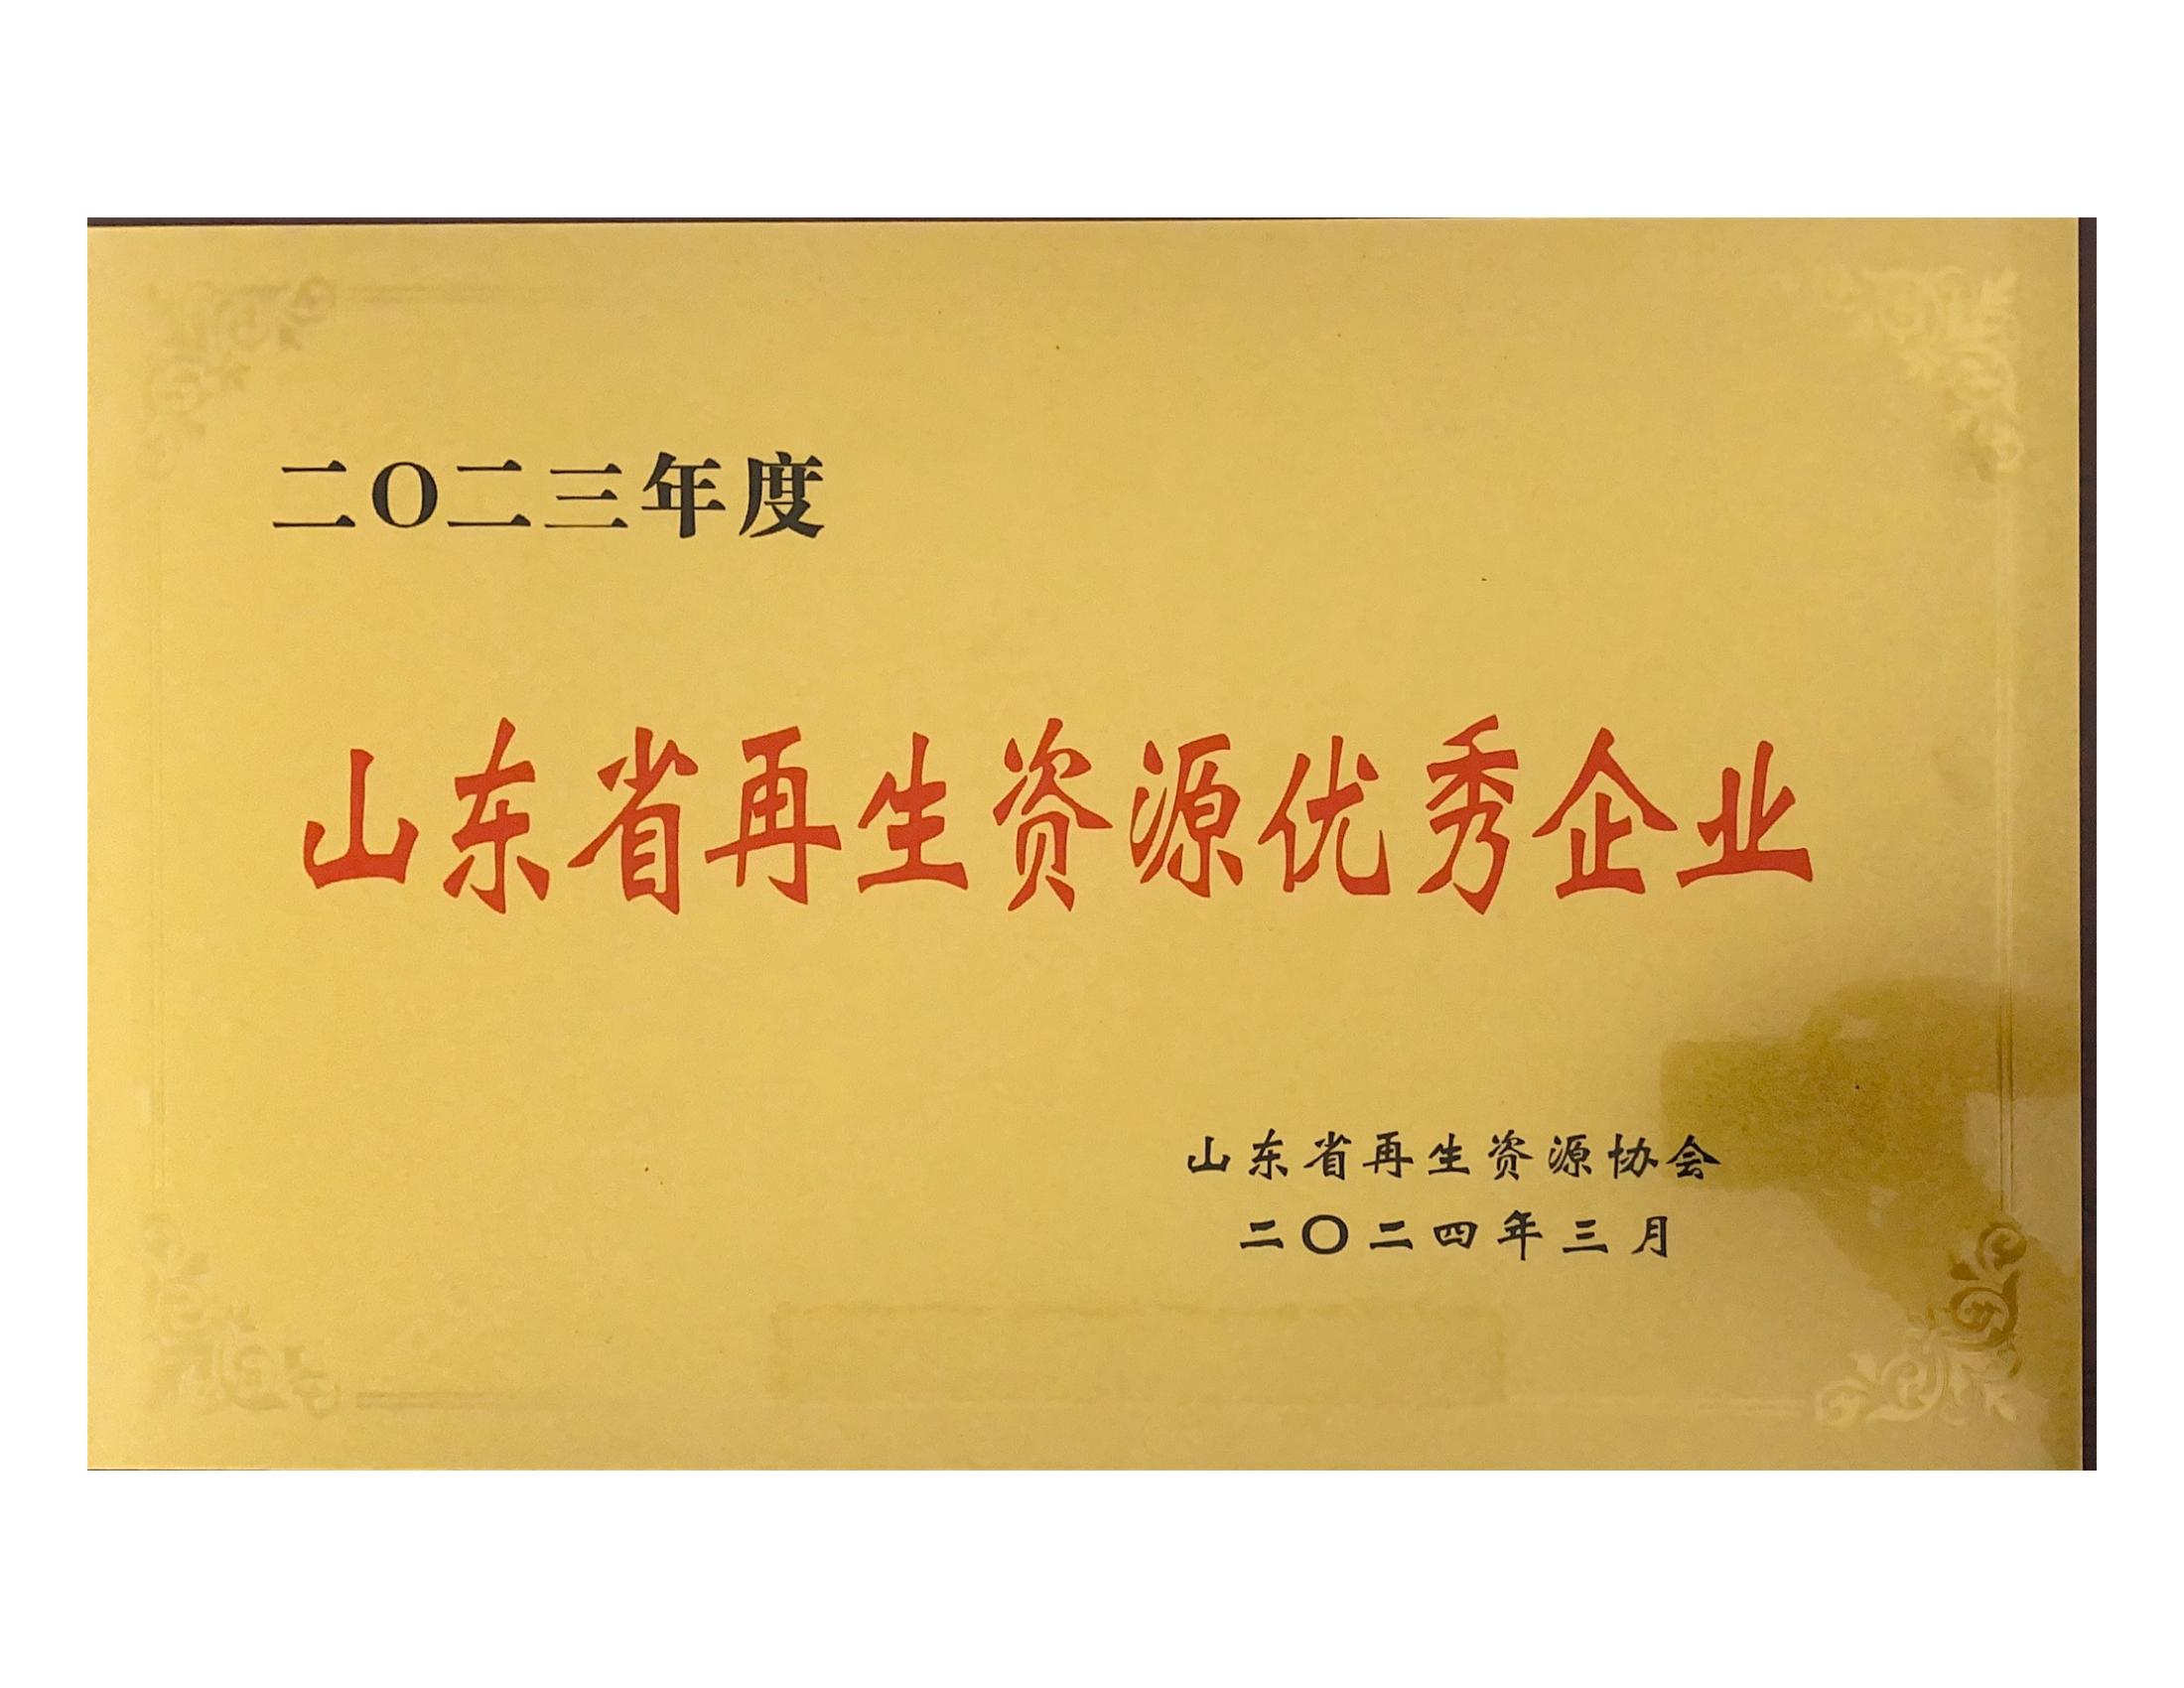 二〇二三年度
山东省再生资源优秀企业
山东省再生资源协会
二〇二四年三月